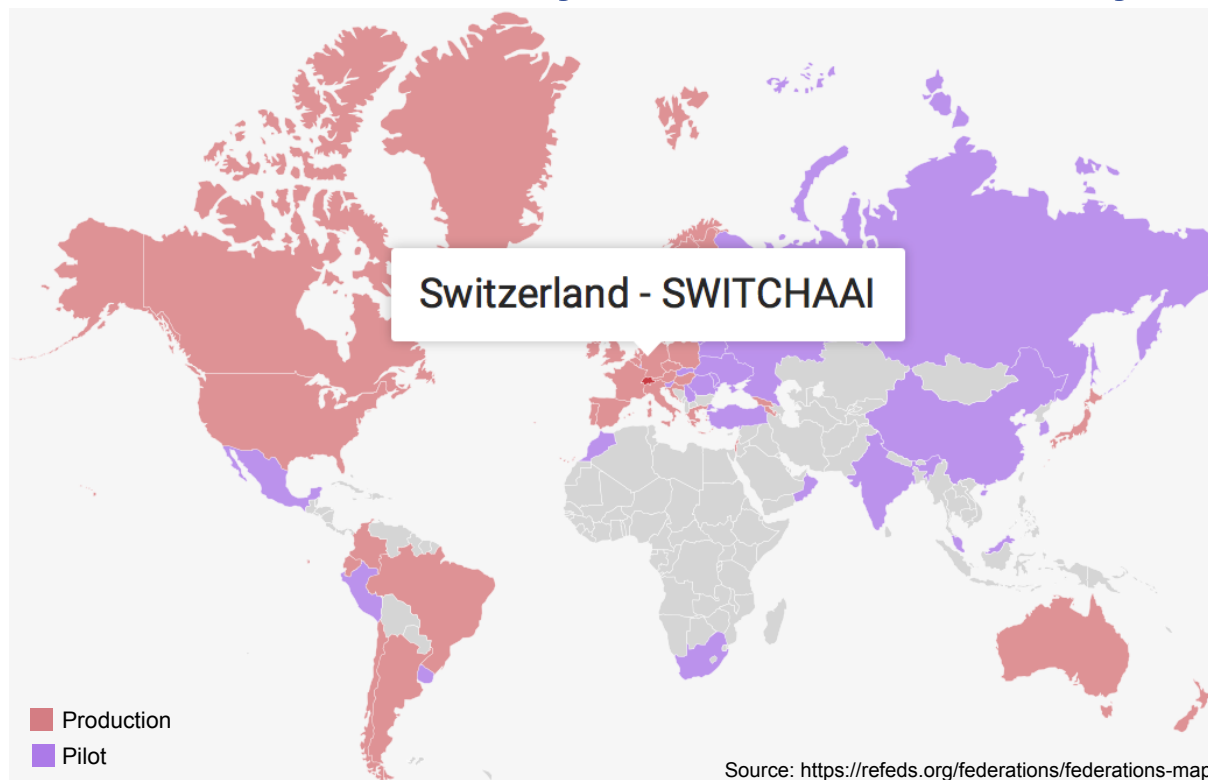 Switzerland - SWITCHAAI
Production
Pilot
Source: https://refeds.org/federations/federations-map